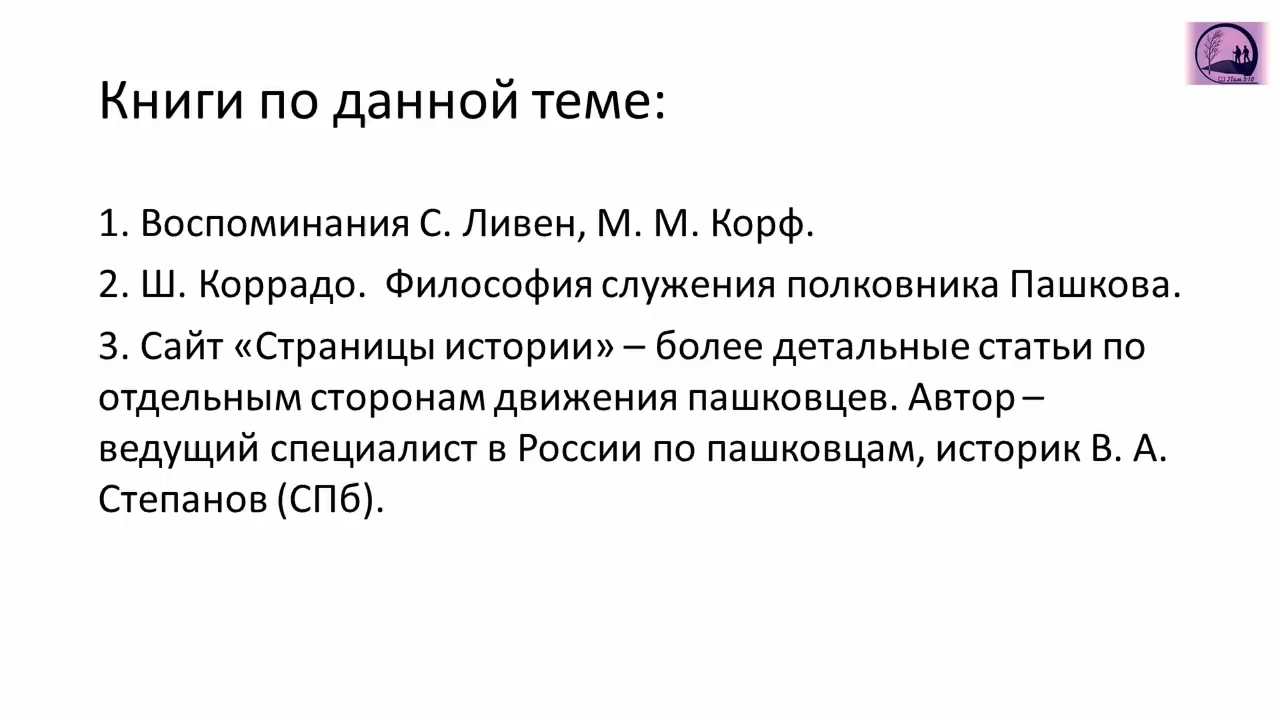 Книги по данной теме:
1. Воспоминания С. Ливен, М. М. Корф.
2. Ш. Коррадо. Философия служения полковника Пашкова.
3. Сайт «Страницы истории» – более детальные статьи по
отдельным сторонам движения пашковцев. Автор –
ведущий специалист в России по пашковцам, историк В. А.
Степанов (СПб).